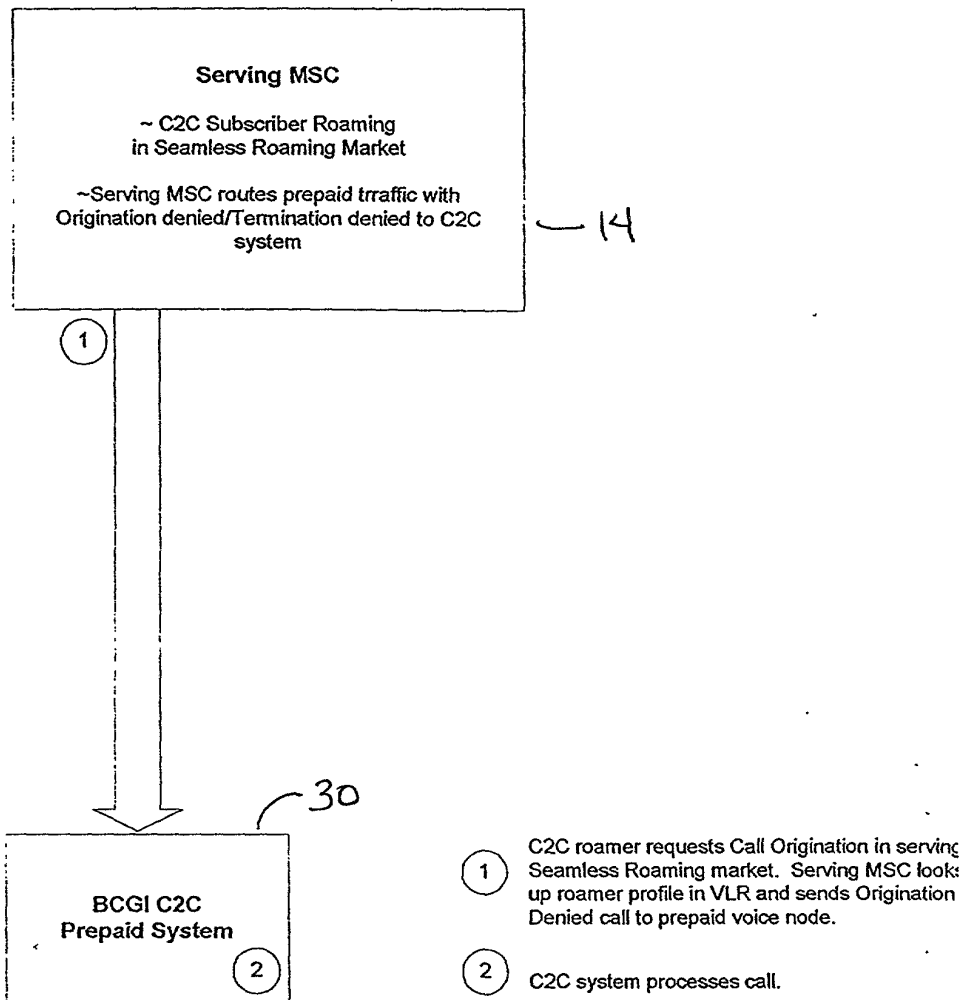 Serving MSC
~ C2C Subscriber Roaming
in Seamless Roaming Market
~Serving MSC routes prepaid trraffic with
Origination denied/Termination denied to C2C
system
14
1
30
BCGI C2C
Prepaid System
2
1
C2C roamer requests Call Origination in serving
Seamless Roaming market. Serving MSC looks
up roamer profile in VLR and sends Origination
Denied call to prepaid voice node.
2
C2C system processes call.